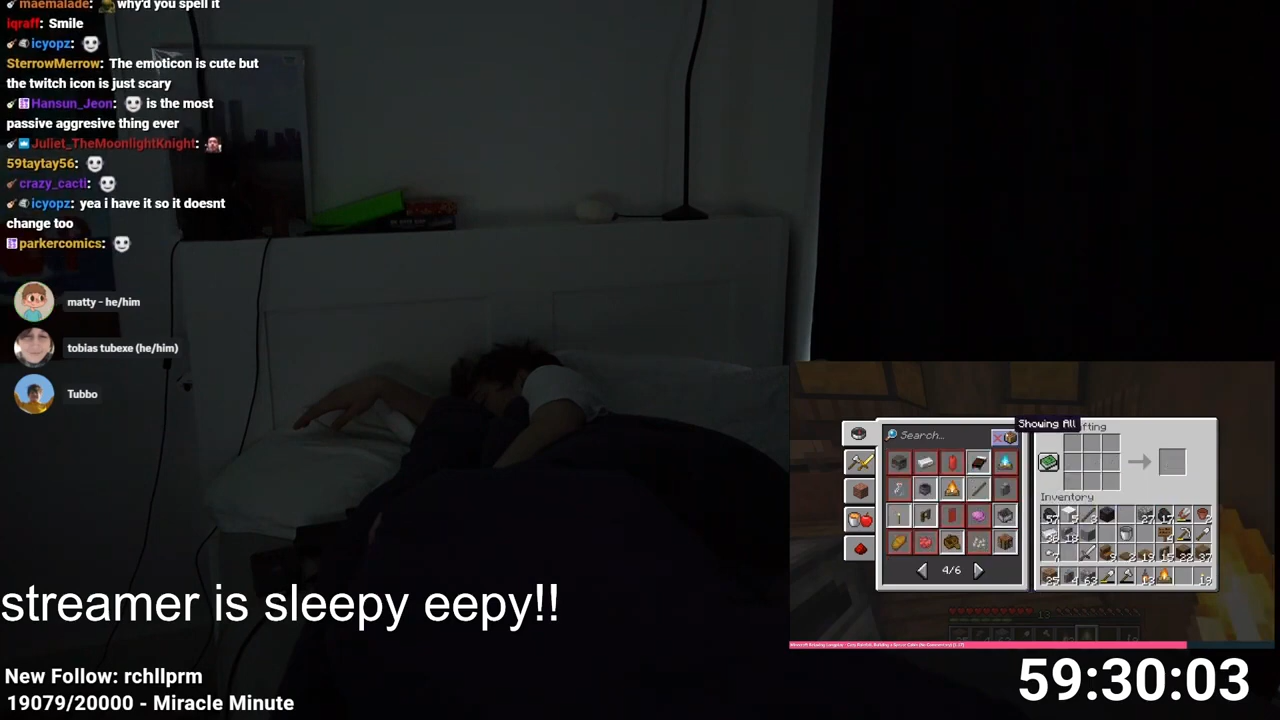 maemalade: why'd you spell it
iqraff: Smile
icyopz:
SterrowMerrow: The emoticon is cute but
the twitch icon is just scary
Hansun_Jeon: is the most
passive aggresive thing ever
Juliet_TheMoonlightKnight:
59taytay56:
crazy_cacti:
icyopz: yea i have it so it doesnt
change too
parkercomics:
matty - he/him
tobias tubexe (he/him)
Tubbo
Showing All
Search...
fting
Inventory
4/6
streamer is sleepy eepy!!
New Follow: rchllprm
19079/20000 - Miracle Minute
59:30:03